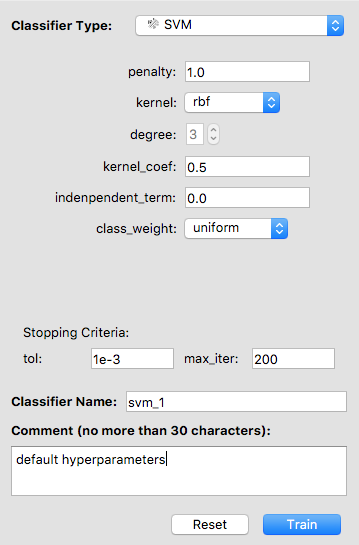 Classifier Type: SVM
penalty: 1.0
kernel: rbf
degree: 3
kernel_coef: 0.5
indenpendent_term: 0.0
class_weight: uniform
Stopping Criteria:
tol: 1e-3 max_iter: 200
Classifier Name: svm_1
Comment (no more than 30 characters):
default hyperparameters
Reset Train